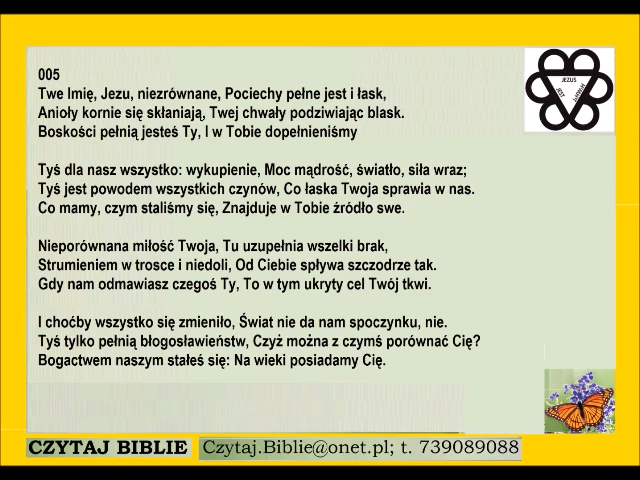 005
Twe Imię, Jezu, niezrównane, Pociechy pełne jest i łask,
Anioły kornie się skłaniają, Twej chwały podziwiając blask.
Boskości pełnią jesteś Ty, I w Tobie dopełnieniśmy
Tyś dla nasz wszystko: wykupienie, Moc mądrość, światło, siła wraz;
Tyś jest powodem wszystkich czynów, Co łaska Twoja sprawia w nas.
Co mamy, czym staliśmy się, Znajduje w Tobie źródło swe.
Nieporównana miłość Twoja, Tu uzupełnia wszelki brak,
Strumieniem w trosce i niedoli, Od Ciebie spływa szczodrze tak.
Gdy nam odmawiasz czegoś Ty, To w tym ukryty cel Twój tkwi.
I choćby wszystko się zmieniło, Świat nie da nam spoczynku, nie.
Tyś tylko pełnią błogosławieństw, Czyż można z czymś porównać Cię?
Bogactwem naszym stałeś się: Na wieki posiadamy Cię.
JEZUS
JEST
CZYTAJ BIBLIE
Czytaj.Biblie@onet.pl; t. 739089088